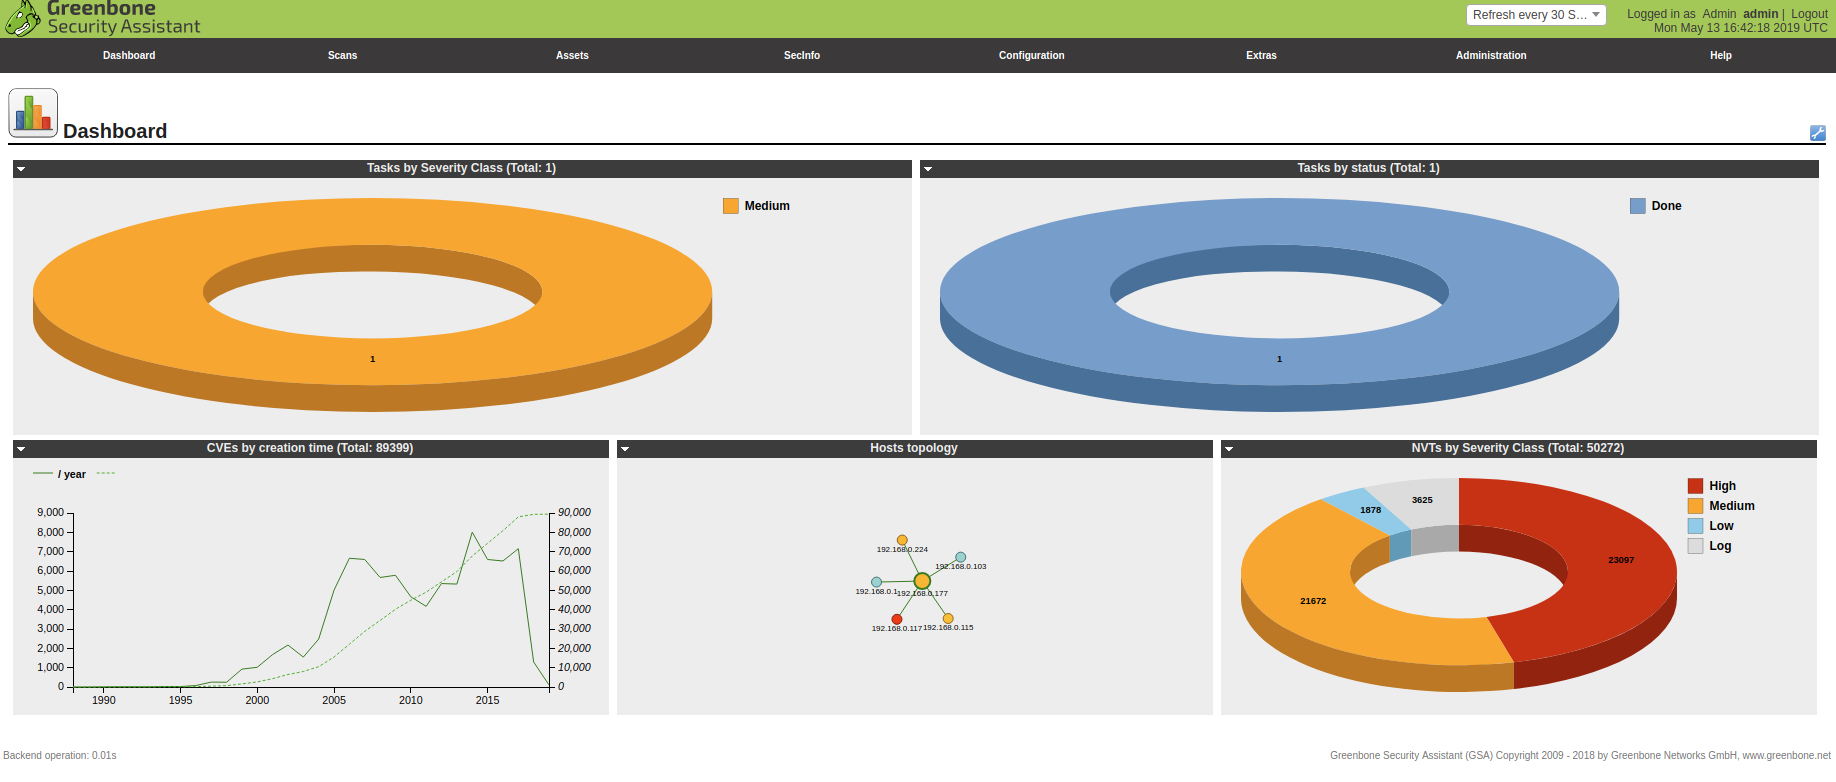 Greenbone
Security Assistant
Refresh every 30 S...
Logged in as Admin admin | Logout
Mon May 13 16:42:18 2019 UTC
Dashboard Scans Assets SecInfo Configuration Extras Administration Help
Dashboard
Tasks by Severity Class (Total: 1)
Medium
1
Tasks by status (Total: 1)
Done
1
CVEs by creation time (Total: 89399)
/ year
9,000
8,000
7,000
6,000
5,000
4,000
3,000
2,000
1,000
0
90,000
80,000
70,000
60,000
50,000
40,000
30,000
20,000
10,000
0
1990 1995 2000 2005 2010 2015
Hosts topology
192.168.0.224
192.168.0.103
192.168.0.1
192.168.0.177
192.168.0.117
192.168.0.115
NVTs by Severity Class (Total: 50272)
High
Medium
Low
Log
3625
1878
23097
21672
Backend operation: 0.01s
Greenbone Security Assistant (GSA) Copyright 2009 - 2018 by Greenbone Networks GmbH, www.greenbone.net